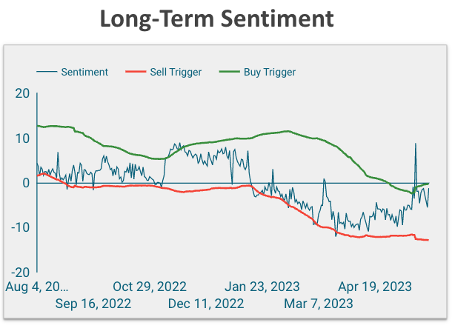 Long-Term Sentiment
Sentiment Sell Trigger Buy Trigger
20
10
0
-10
-20
Aug 4, 20... Oct 29, 2022 Jan 23, 2023 Apr 19, 2023
Sep 16, 2022 Dec 11, 2022 Mar 7, 2023